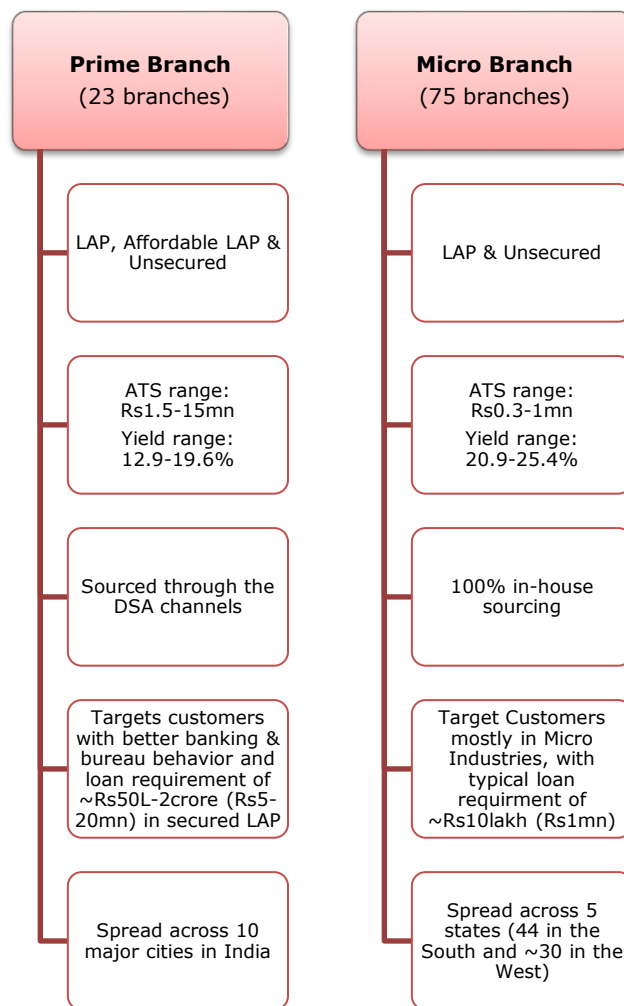 Prime Branch
(23 branches)
LAP, Affordable LAP &
Unsecured
ATS range:
Rs1.5-15mn
Yield range:
12.9-19.6%
Sourced through the
DSA channels
Targets customers
with better banking &
bureau behavior and
loan requirement of
~Rs50L-2crore (Rs5-
20mn) in secured LAP
Spread across 10
major cities in India
Micro Branch
(75 branches)
LAP & Unsecured
ATS range:
Rs0.3-1mn
Yield range:
20.9-25.4%
100% in-house
sourcing
Target Customers
mostly in Micro
Industries, with
typical loan
requirment of
~Rs10lakh (Rs1mn)
Spread across 5
states (44 in the
South and ~30 in the
West)